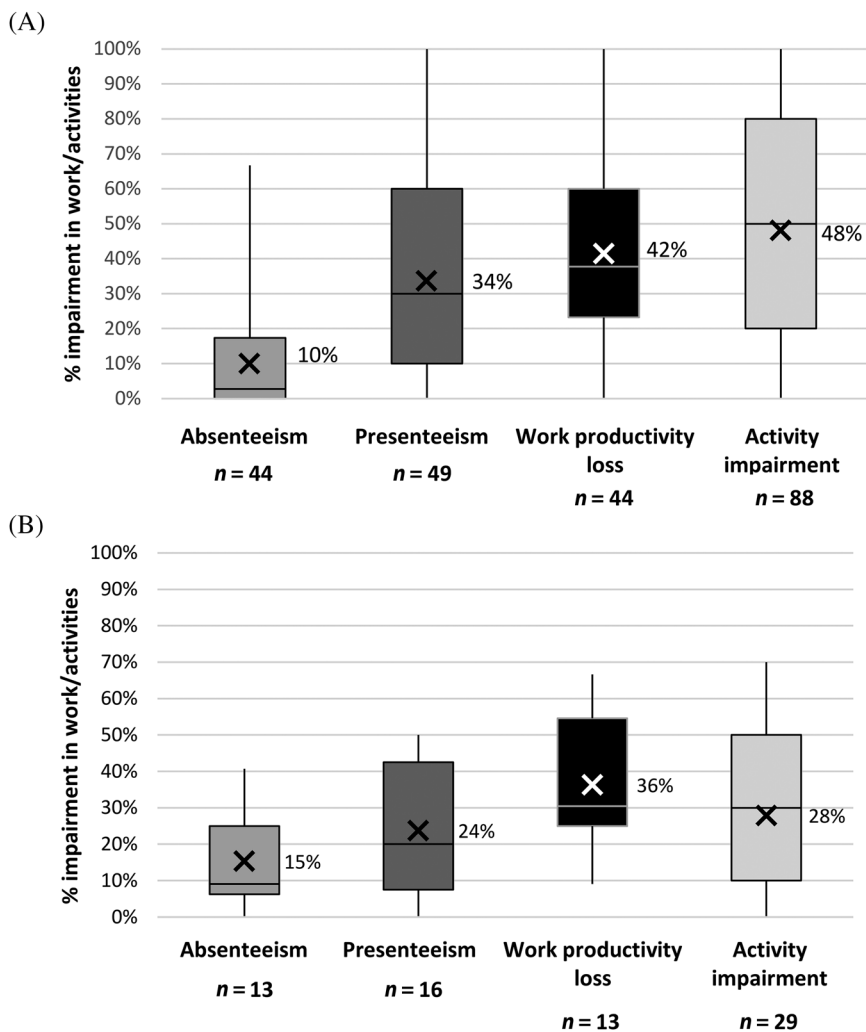 (A)
% impairment in work/activities
100%
90%
80%
70%
60%
50%
40%
30%
20%
10%
0%
10%
34%
42%
48%
Absenteeism
n = 44
Presenteeism
n = 49
Work productivity
loss
n = 44
Activity
impairment
n = 88
(B)
% impairment in work/activities
100%
90%
80%
70%
60%
50%
40%
30%
20%
10%
0%
15%
24%
36%
28%
Absenteeism
n = 13
Presenteeism
n = 16
Work productivity
loss
n = 13
Activity
impairment
n = 29